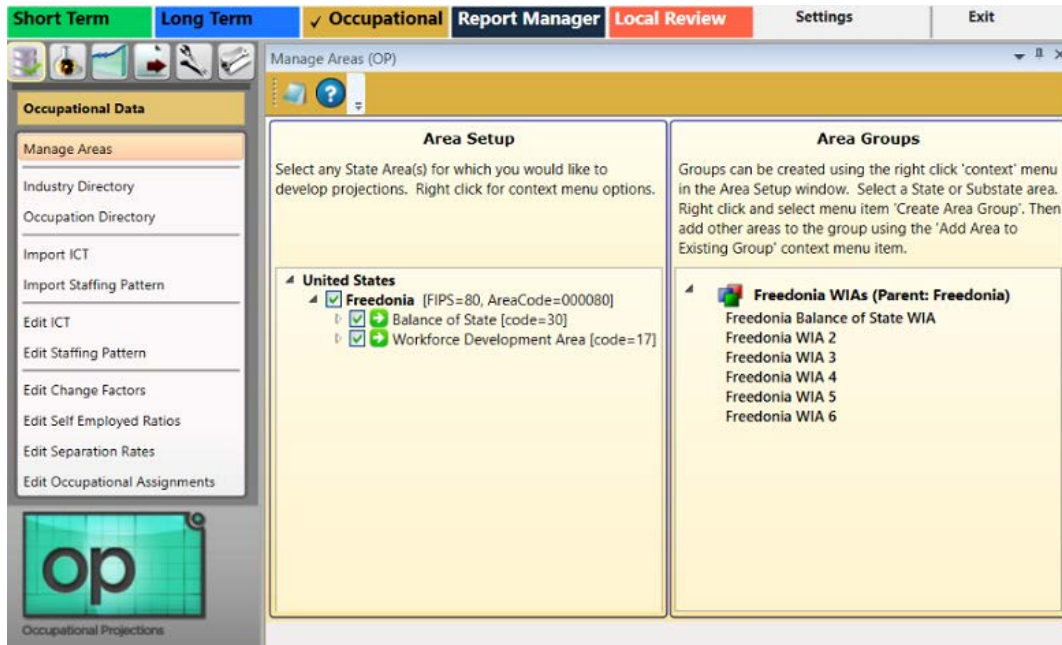 Short Term
Long Term
✓ Occupational
Report Manager
Local Review
Settings
Exit
Occupational Data
Manage Areas
Industry Directory
Occupation Directory
Import ICT
Import Staffing Pattern
Edit ICT
Edit Staffing Pattern
Edit Change Factors
Edit Self Employed Ratios
Edit Separation Rates
Edit Occupational Assignments
op
Occupational Projections
Manage Areas (OP)
Area Setup
Select any State Area(s) for which you would like to
develop projections. Right click for context menu options.
United States
Freedonia [FIPS=80, AreaCode=000080]
Balance of State [code=30]
Workforce Development Area [code=17]
Area Groups
Groups can be created using the right click 'context' menu
in the Area Setup window. Select a State or Substate area.
Right click and select menu item 'Create Area Group'. Then
add other areas to the group using the 'Add Area to
Existing Group' context menu item.
Freedonia WIAs (Parent: Freedonia)
Freedonia Balance of State WIA
Freedonia WIA 2
Freedonia WIA 3
Freedonia WIA 4
Freedonia WIA 5
Freedonia WIA 6